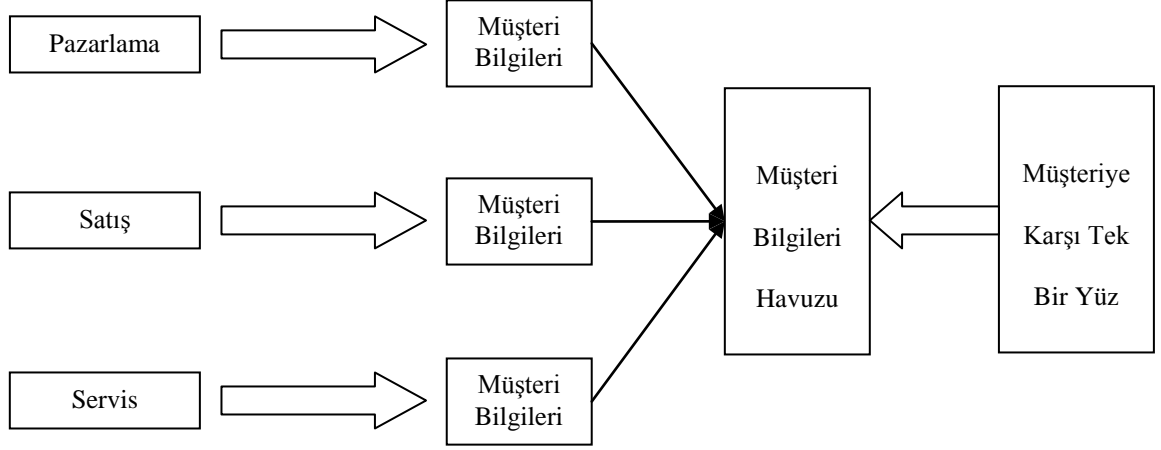 Pazarlama
Müşteri
Bilgileri
Satış
Müşteri
Bilgileri
Servis
Müşteri
Bilgileri
Müşteri
Bilgileri
Havuzu
Müşteriye
Karşı Tek
Bir Yüz